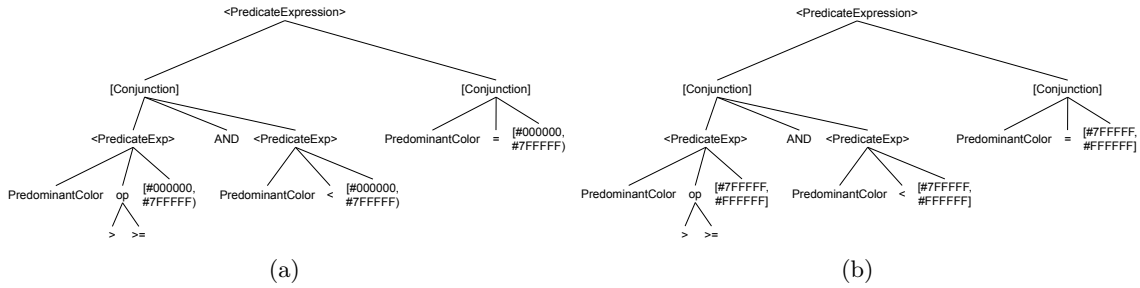 <PredicateExpression>
[Conjunction]
[Conjunction]
<PredicateExp>
AND
<PredicateExp>
PredominantColor
=
[#000000,
#7FFFFF)
PredominantColor
op
[#000000,
#7FFFFF)
PredominantColor
<
[#000000,
#7FFFFF)
>
>=
(a)
<PredicateExpression>
[Conjunction]
[Conjunction]
<PredicateExp>
AND
<PredicateExp>
PredominantColor
=
[#7FFFFF,
#FFFFFF]
PredominantColor
op
[#7FFFFF,
#FFFFFF]
PredominantColor
<
[#7FFFFF,
#FFFFFF]
>
>=
(b)